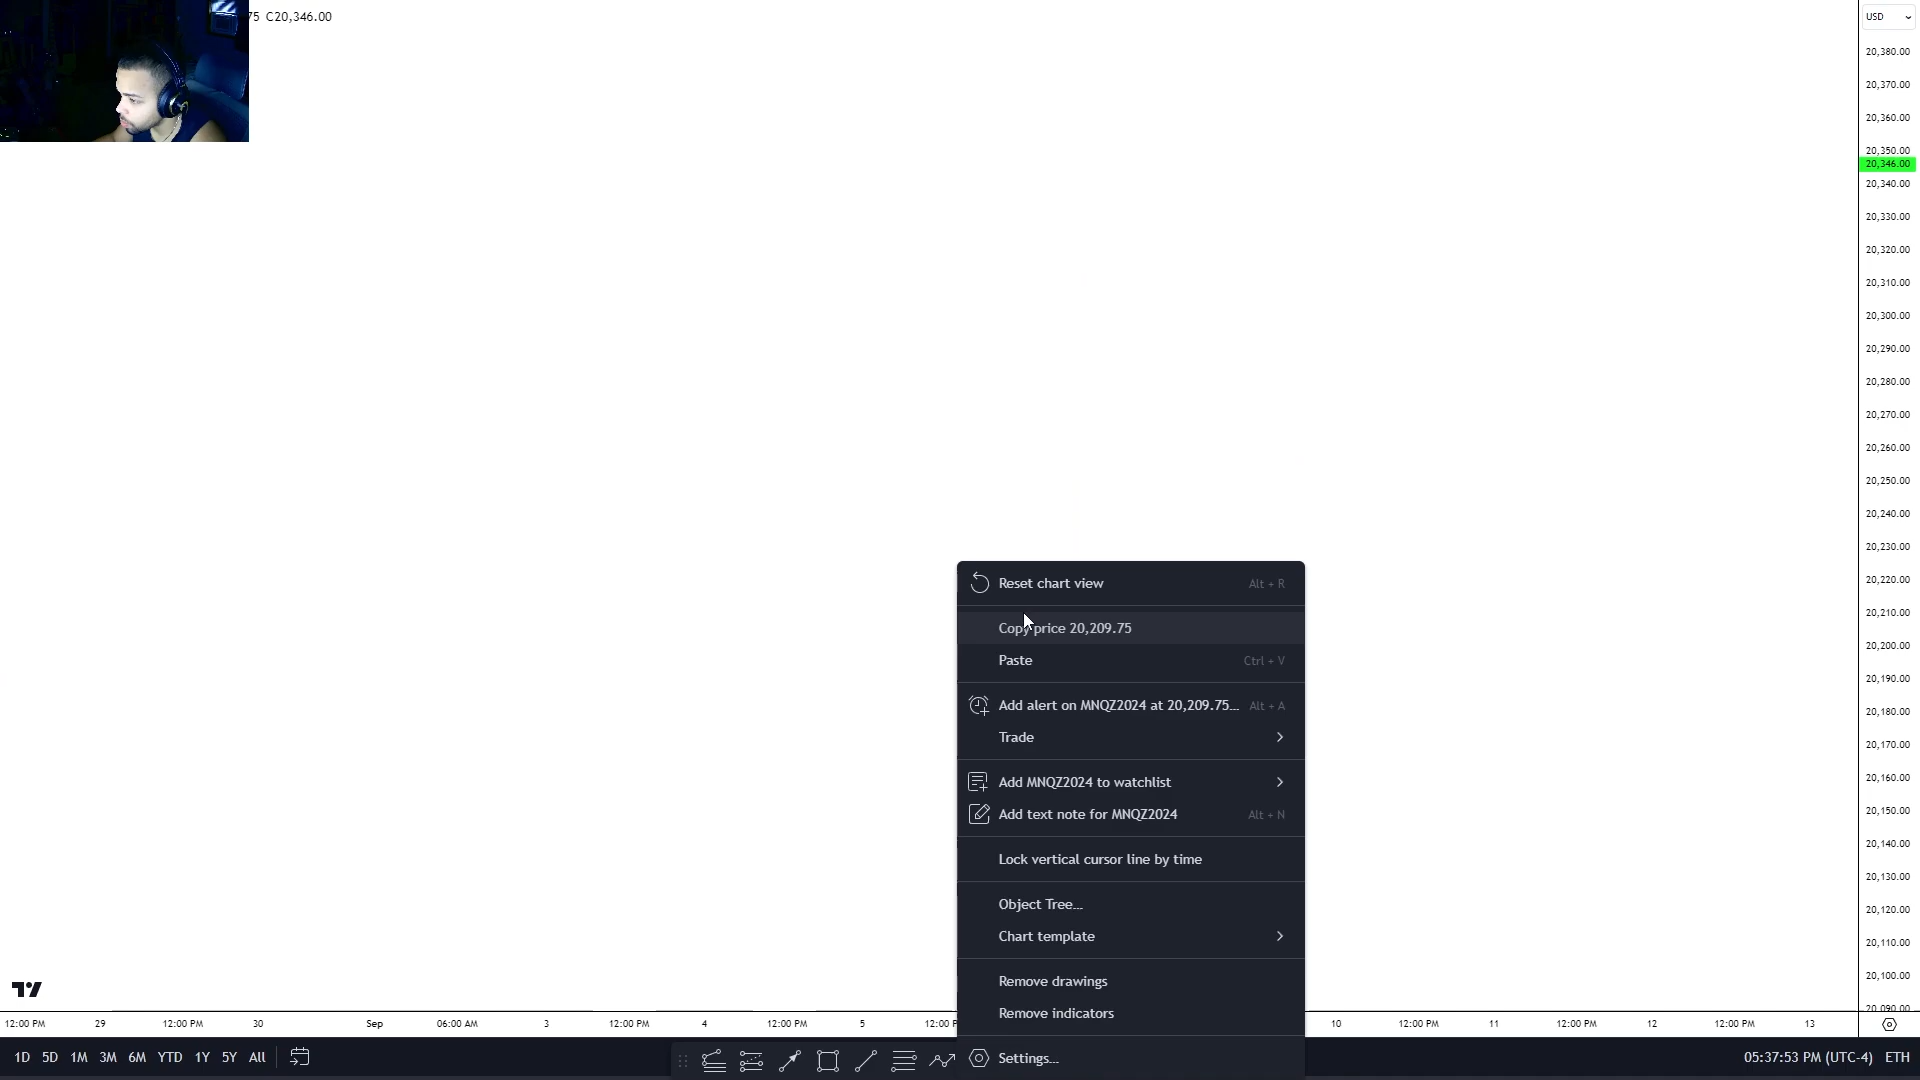 75 C20,346.00
USD
20,380.00
20,370.00
20,360.00
20,350.00
20,346.00
20,340.00
20,330.00
20,320.00
20,310.00
20,300.00
20,290.00
20,280.00
20,270.00
20,260.00
20,250.00
20,240.00
20,230.00
20,220.00
20,210.00
20,200.00
20,190.00
20,180.00
20,170.00
20,160.00
20,150.00
20,140.00
20,130.00
20,120.00
20,110.00
20,100.00
20,090.00
Reset chart view Alt + R
Copy price 20,209.75
Paste Ctrl + V
Add alert on MNQZ2024 at 20,209.75... Alt + A
Trade
Add MNQZ2024 to watchlist
Add text note for MNQZ2024 Alt + N
Lock vertical cursor line by time
Object Tree...
Chart template
Remove drawings
Remove indicators
Settings...
12:00 PM 29 12:00 PM 30 Sep 06:00 AM 3 12:00 PM 4 12:00 PM 5 12:00 P 10 12:00 PM 11 12:00 PM 12 12:00 PM 13
1D 5D 1M 3M 6M YTD 1Y 5Y All 05:37:53 PM (UTC-4) ETH